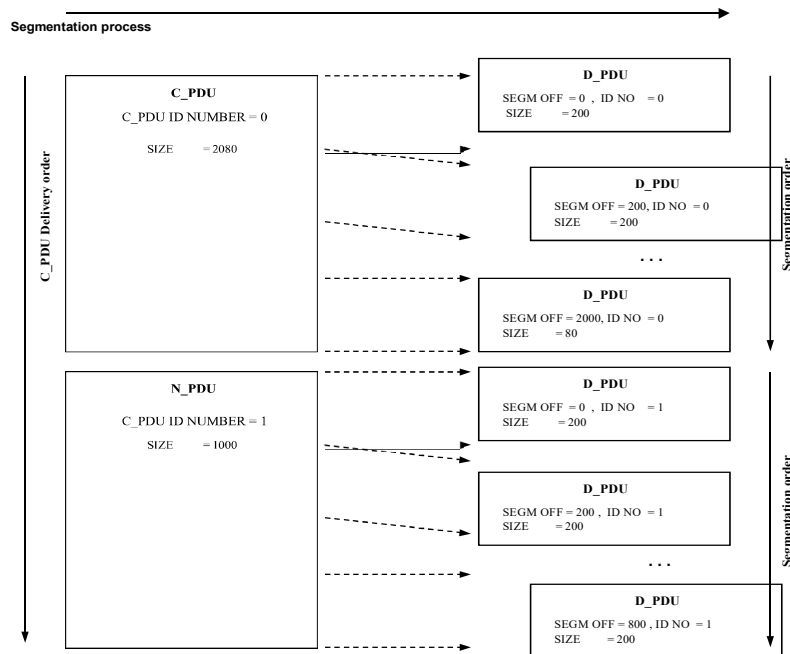 Segmentation process
C_PDU Delivery order
C_PDU
C_PDU ID NUMBER = 0
SIZE = 2080
D_PDU
SEGM OFF = 0 , ID NO = 0
SIZE = 200
D_PDU
SEGM OFF = 200, ID NO = 0
SIZE = 200
. . .
D_PDU
SEGM OFF = 2000, ID NO = 0
SIZE = 80
Segmentation order
N_PDU
C_PDU ID NUMBER = 1
SIZE = 1000
D_PDU
SEGM OFF = 0 , ID NO = 1
SIZE = 200
D_PDU
SEGM OFF = 200 , ID NO = 1
SIZE = 200
. . .
D_PDU
SEGM OFF = 800 , ID NO = 1
SIZE = 200
Segmentation order